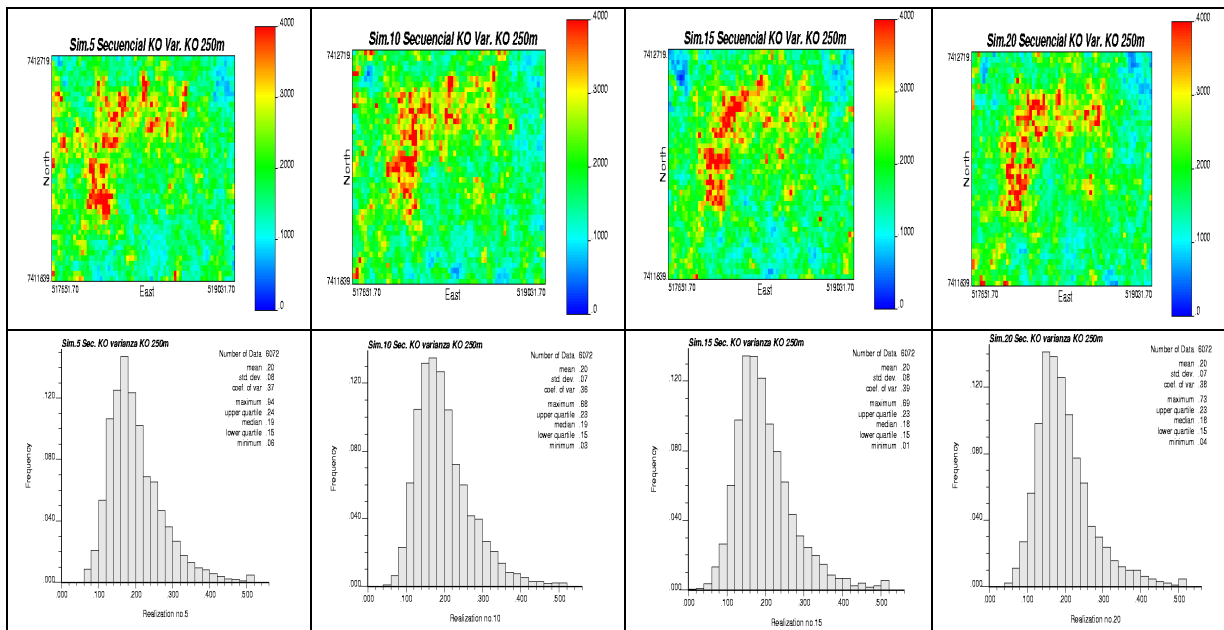 Sim.5 Secuencial KO Var. KO 250m
7412719.
North
7411839
517631.70
East
519031.70
.4000
.3000
.2000
.1000
.0
Sim.10 Secuencial KO Var. KO 250m
7412719.
North
7411839
517631.70
East
519031.70
.4000
.3000
.2000
.1000
.0
Sim.15 Secuencial KO Var. KO 250m
7412719.
North
7411839
517631.70
East
519031.70
.4000
.3000
.2000
.1000
.0
Sim.20 Secuencial KO Var. KO 250m
7412719.
North
7411839
517631.70
East
519031.70
.4000
.3000
.2000
.1000
.0
Sim.5 Sec. KO varianza KO 250m
Number of Data 6072
mean .20
std. dev. .08
coef. of var .37
maximum .94
upper quartile .24
median .19
lower quartile .15
minimum .06
Frequency
.120
.080
.040
.000
.000 .100 .200 .300 .400 .500
Realization no.5
Sim.10 Sec. KO varianza KO 250m
Number of Data 6072
mean .20
std. dev. .07
coef. of var .36
maximum .68
upper quartile .23
median .19
lower quartile .15
minimum .03
Frequency
.120
.080
.040
.000
.000 .100 .200 .300 .400 .500
Realization no.10
Sim.15 Sec. KO varianza KO 250m
Number of Data 6072
mean .20
std. dev. .08
coef. of var .39
maximum .69
upper quartile .23
median .18
lower quartile .15
minimum .01
Frequency
.120
.080
.040
.000
.000 .100 .200 .300 .400 .500
Realization no.15
Sim.20 Sec. KO varianza KO 250m
Number of Data 6072
mean .20
std. dev. .07
coef. of var .38
maximum .73
upper quartile .23
median .18
lower quartile .15
minimum .04
Frequency
.120
.080
.040
.000
.000 .100 .200 .300 .400 .500
Realization no.20